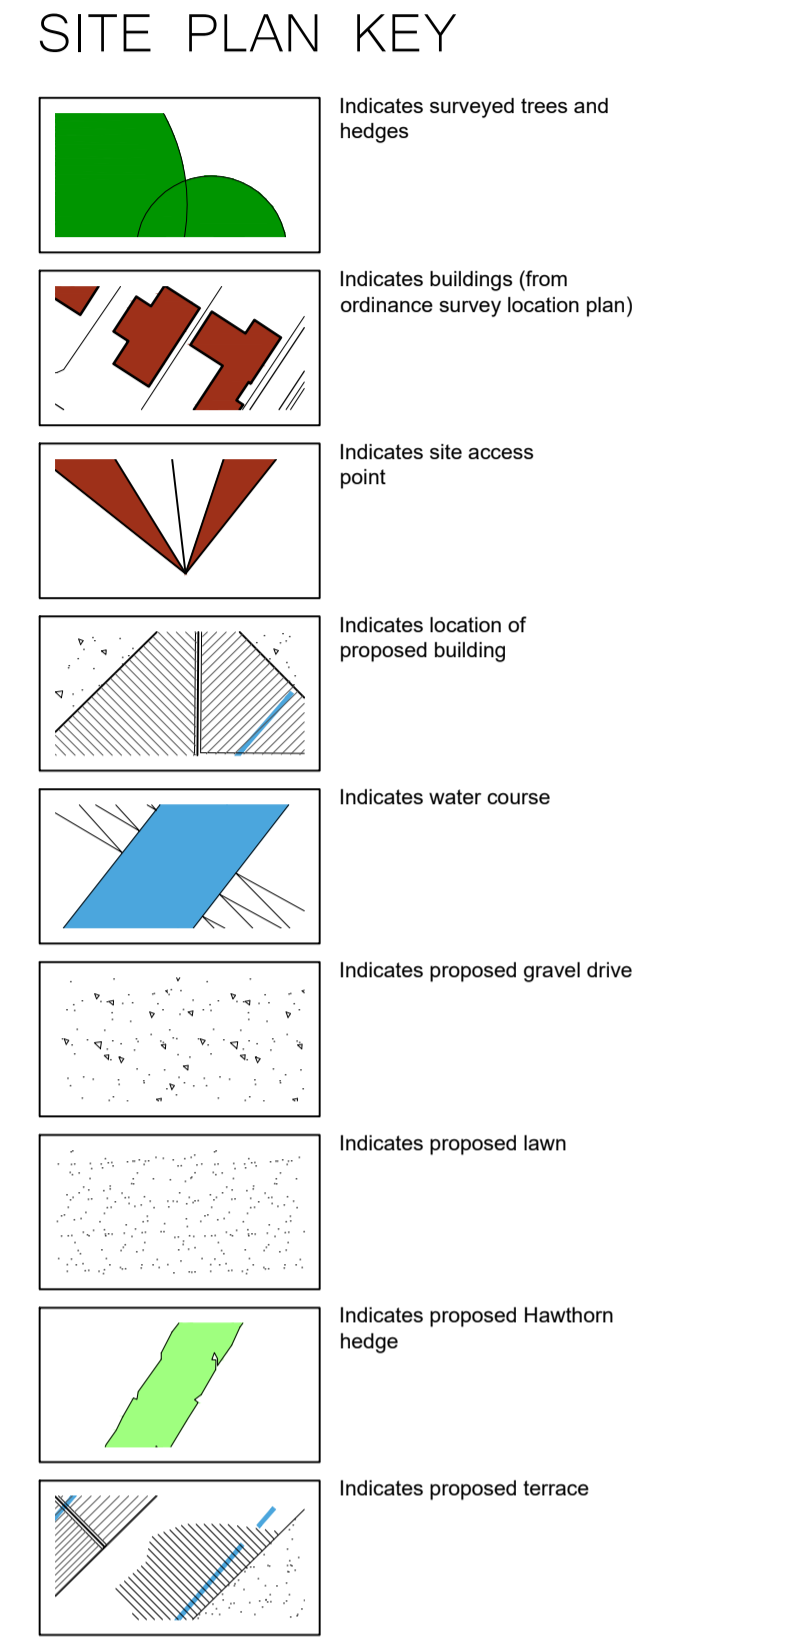 SITE PLAN KEY
Indicates surveyed trees and
hedges
Indicates buildings (from
ordinance survey location plan)
Indicates site access
point
Indicates location of
proposed building
Indicates water course
Indicates proposed gravel drive
Indicates proposed lawn
Indicates proposed Hawthorn
hedge
Indicates proposed terrace